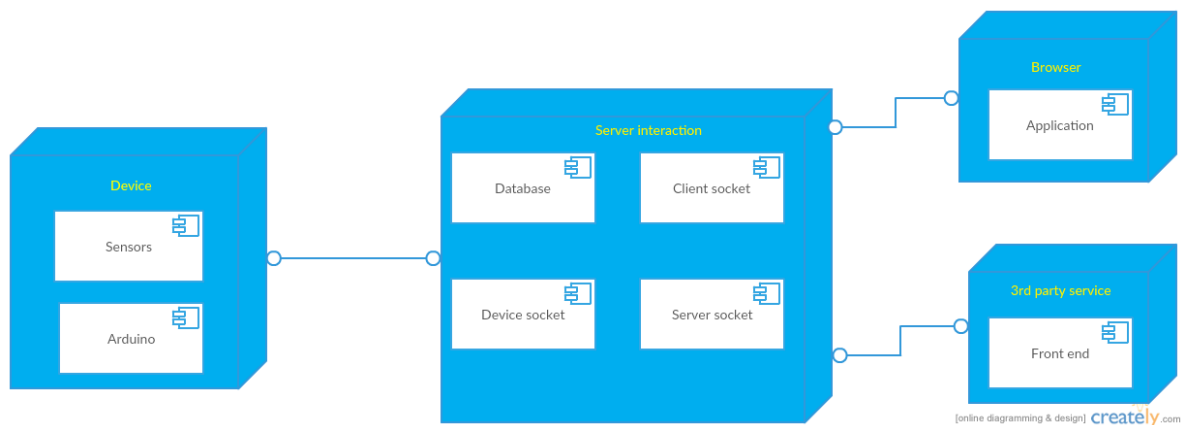 Device
Sensors
Arduino
Server interaction
Database
Client socket
Device socket
Server socket
Browser
Application
3rd party service
Front end
[online diagramming & design] creately.com